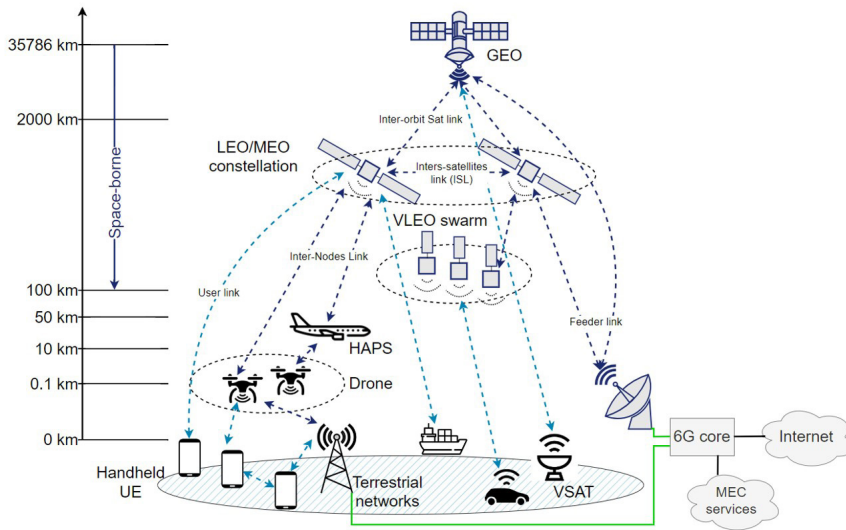 35786 km
GEO
2000 km
Inter-orbit Sat link
LEO/MEO
constellation
Inters-satellites
link (ISL)
Space-borne
VLEO swarm
Inter-Nodes Link
User link
100 km
50 km
Feeder link
10 km
HAPS
0.1 km
Drone
0 km
6G core
Internet
Handheld
UE
Terrestrial
networks
VSAT
MEC
services